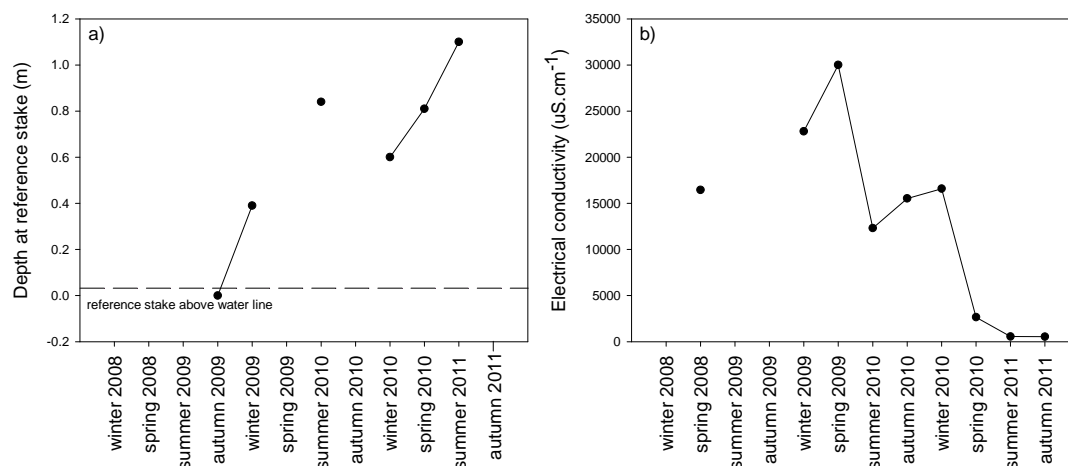 a)
Depth at reference stake (m)
1.2
1.0
0.8
0.6
0.4
0.2
0.0
-0.2
reference stake above water line
winter 2008
spring 2008
summer 2009
autumn 2009
winter 2009
spring 2009
summer 2010
autumn 2010
winter 2010
spring 2010
summer 2011
autumn 2011
b)
Electrical conductivity (uS.cm⁻¹)
35000
30000
25000
20000
15000
10000
5000
0
winter 2008
spring 2008
summer 2009
autumn 2009
winter 2009
spring 2009
summer 2010
autumn 2010
winter 2010
spring 2010
summer 2011
autumn 2011